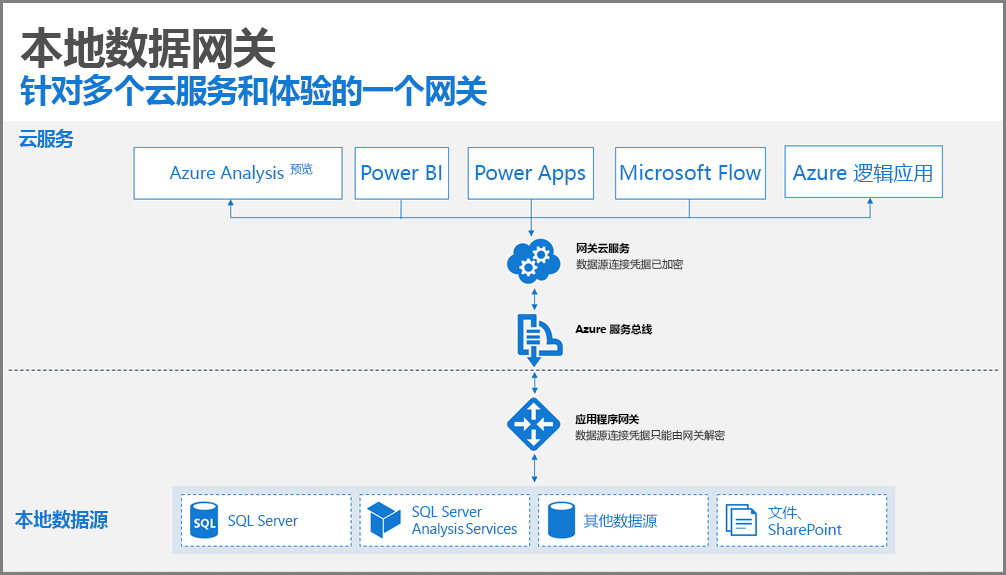 本地数据网关
针对多个云服务和体验的一个网关
云服务
Azure Analysis 预览
Power BI
Power Apps
Microsoft Flow
Azure 逻辑应用
网关云服务
数据源连接凭据已加密
Azure 服务总线
应用程序网关
数据源连接凭据只能由网关解密
本地数据源
SQL
SQL Server
SQL Server
Analysis Services
其他数据源
文件、
SharePoint